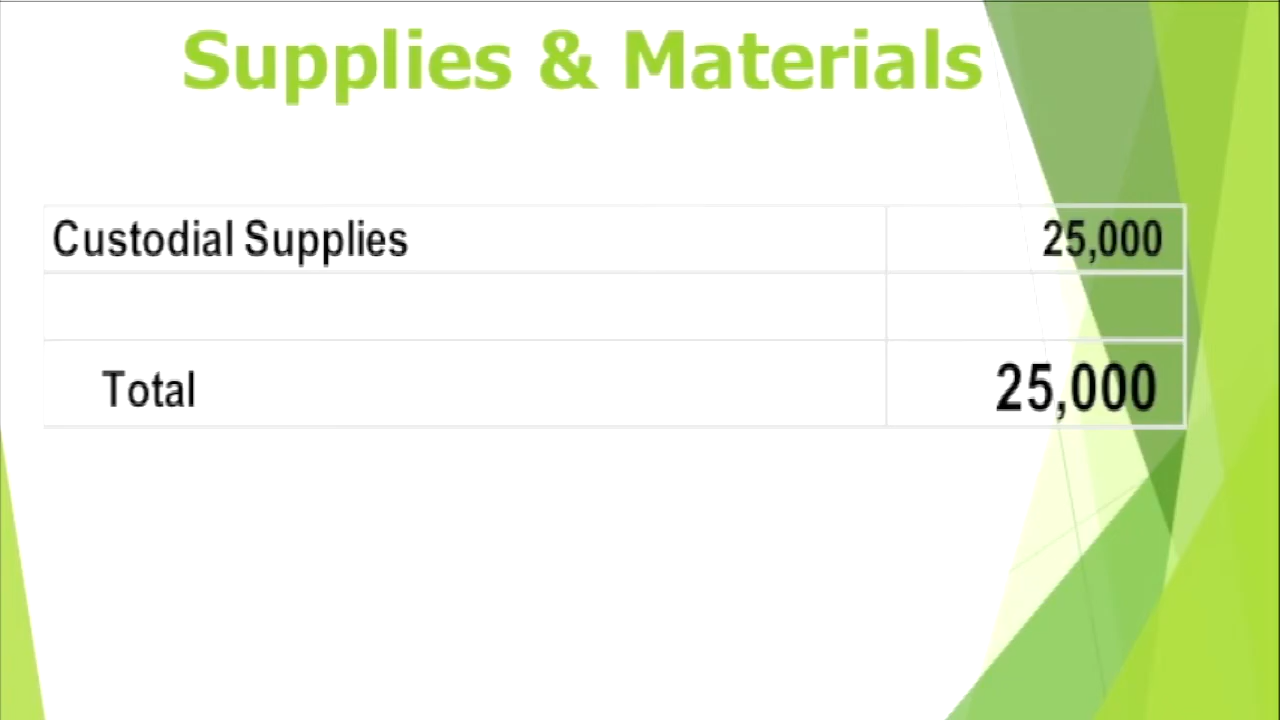 Supplies & Materials
Custodial Supplies 25,000
Total 25,000